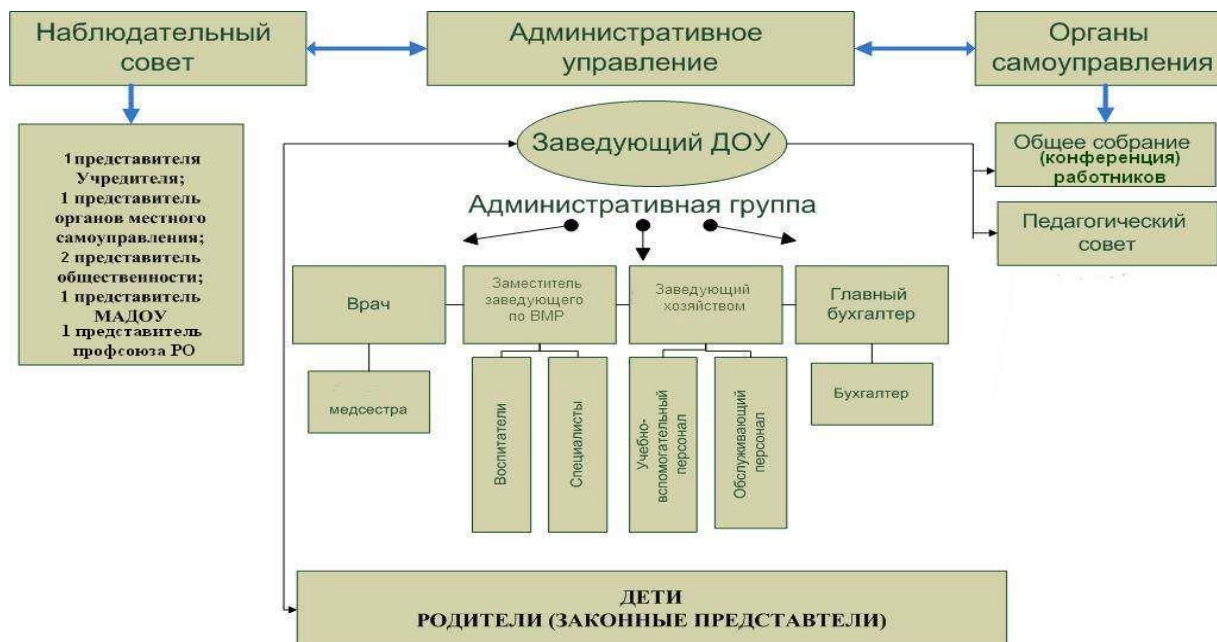 Наблюдательный
совет
Административное
управление
Органы
самоуправления
1 представителя
Учредителя;
1 представитель
органов местного
самоуправления;
2 представитель
общественности;
1 представитель
МАДОУ
1 представитель
профсоюза РО
Заведующий ДОУ
Общее собрание
(конференция)
работников
Педагогический
совет
Административная группа
Врач
Заместитель
заведующего
по ВМР
Заведующий
хозяйством
Главный
бухгалтер
медсестра
Воспитатели
Специалисты
Учебно-
вспомогательный
персонал
Обслуживающий
персонал
Бухгалтер
ДЕТИ
РОДИТЕЛИ (ЗАКОННЫЕ ПРЕДСТАВТЕЛИ)